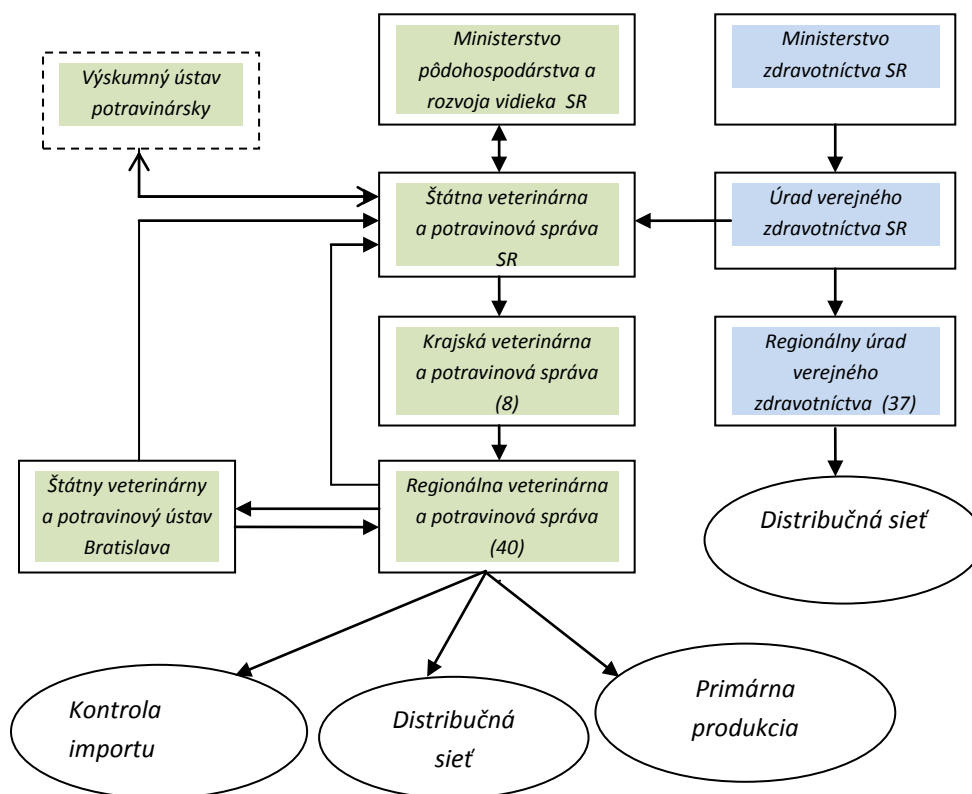 Výskumný ústav
potravinársky
Ministerstvo
pôdohospodárstva a
rozvoja vidieka SR
Ministerstvo
zdravotníctva SR
Štátna veterinárna
a potravinová správa
SR
Úrad verejného
zdravotníctva SR
Krajská veterinárna
a potravinová správa
(8)
Regionálny úrad
verejného
zdravotníctva (37)
Štátny veterinárny
a potravinový ústav
Bratislava
Regionálna veterinárna
a potravinová správa
(40)
Distribučná sieť
Kontrola
importu
Distribučná
sieť
Primárna
produkcia